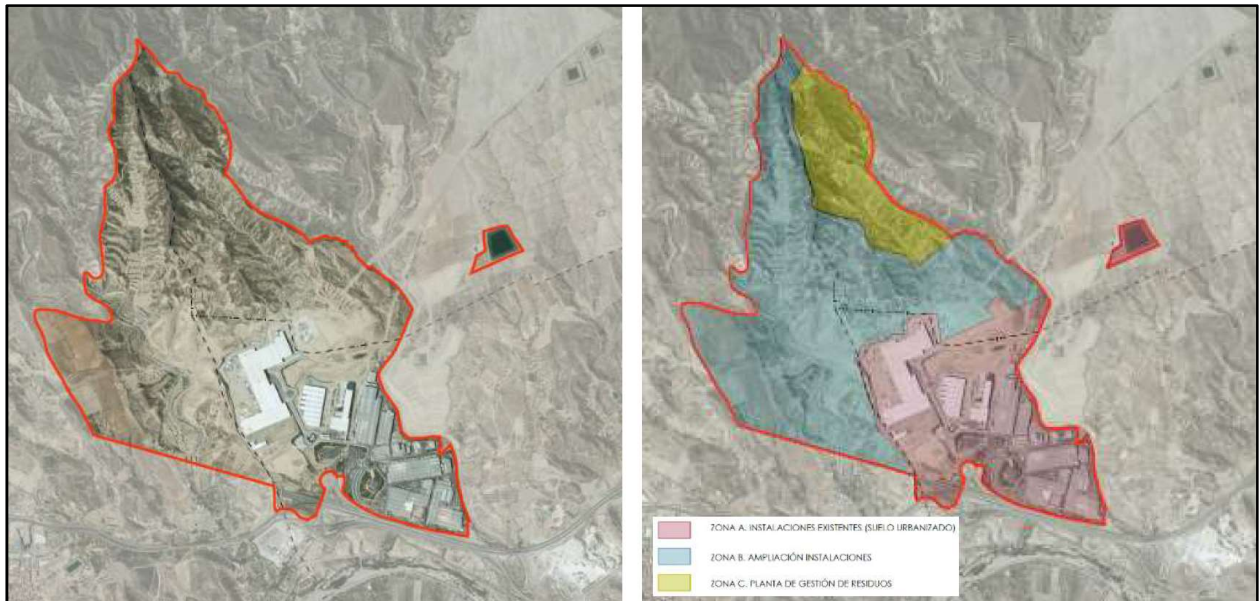 ZONA A. INSTALACIONES EXISTENTES (SUELO URBANIZADO)
ZONA B. AMPLIACIÓN INSTALACIONES
ZONA C. PLANTA DE GESTIÓN DE RESIDUOS